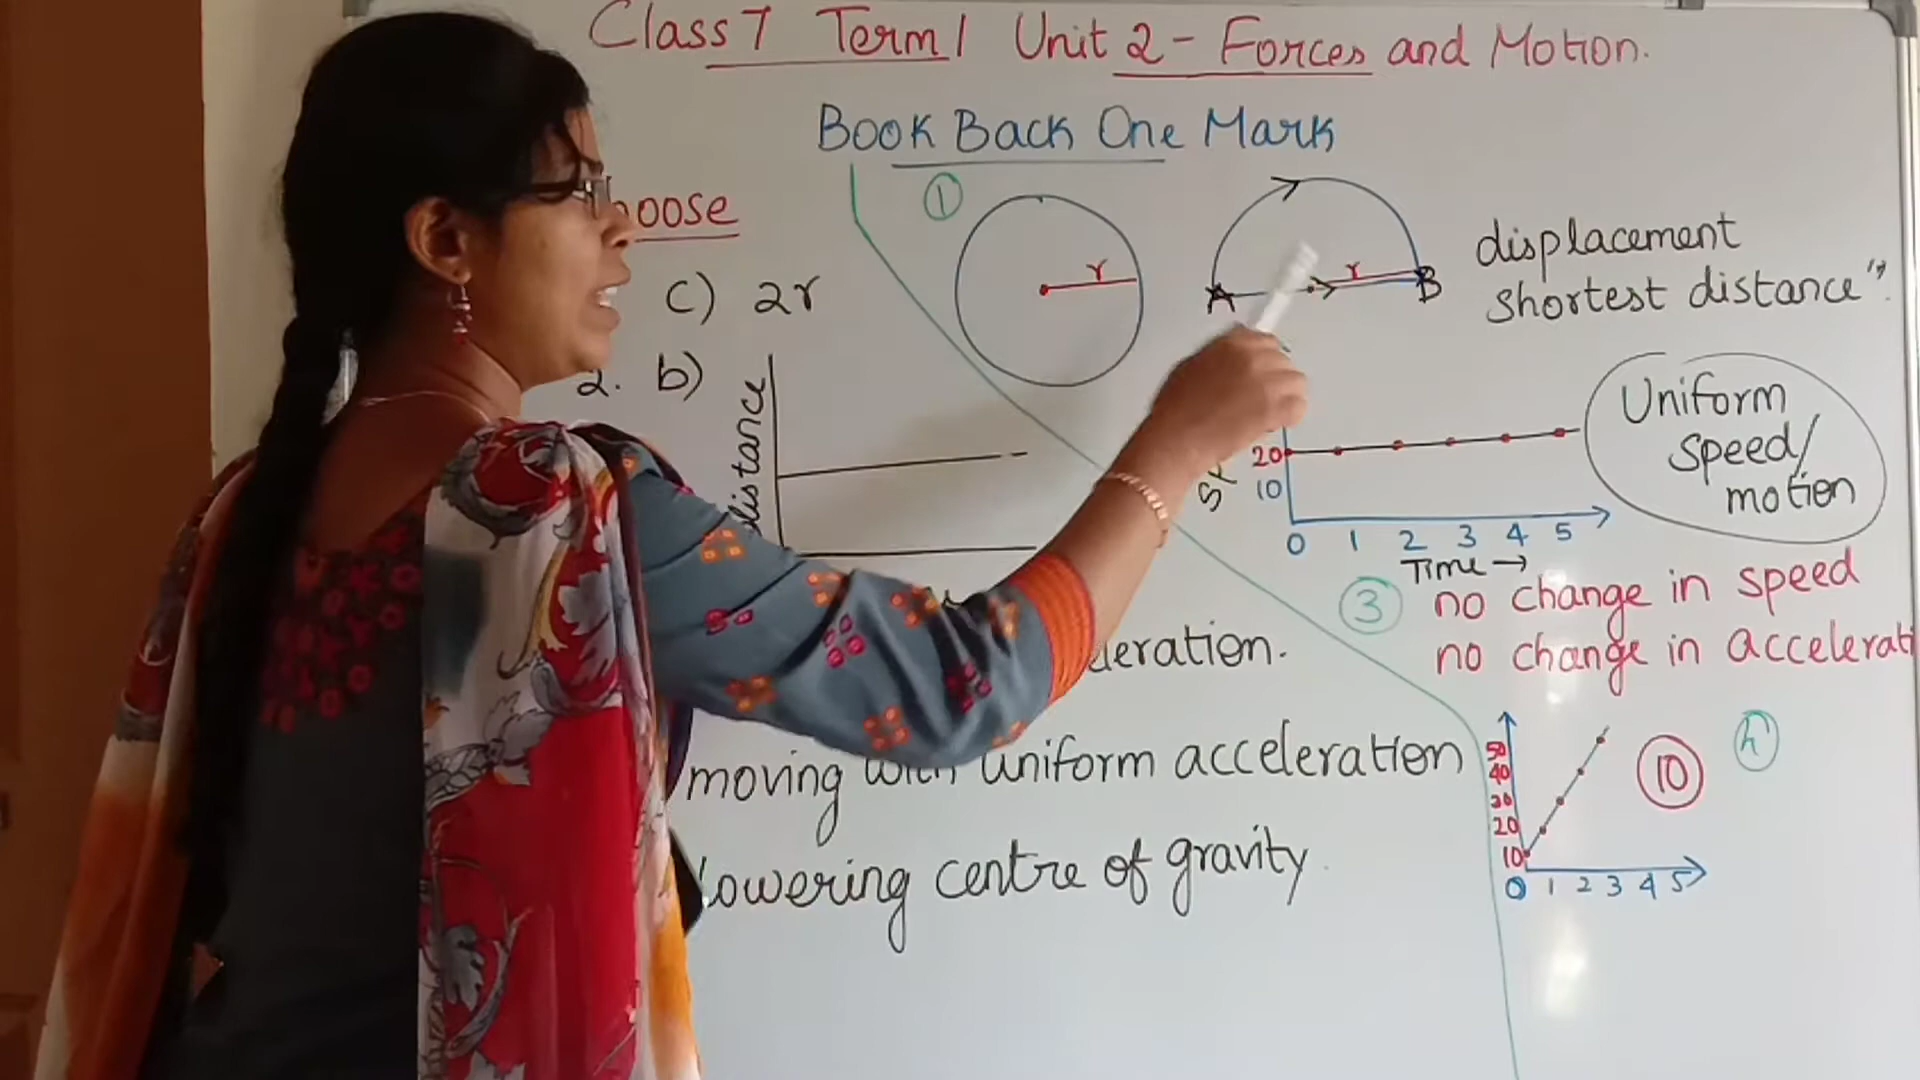 Class 7 Term 1 Unit 2 - Forces and Motion.
Book Back One Mark
hoose
1
r
A
r
B
displacement
shortest distance".
c) 2r
2. b)
distance
20
10
0 1 2 3 4 5
Time →
Uniform
speed/
motion
3 no change in speed
no change in accelerati
leration.
moving with uniform acceleration
lowering centre of gravity.
50
40
30
20
10
0 1 2 3 4 5
10